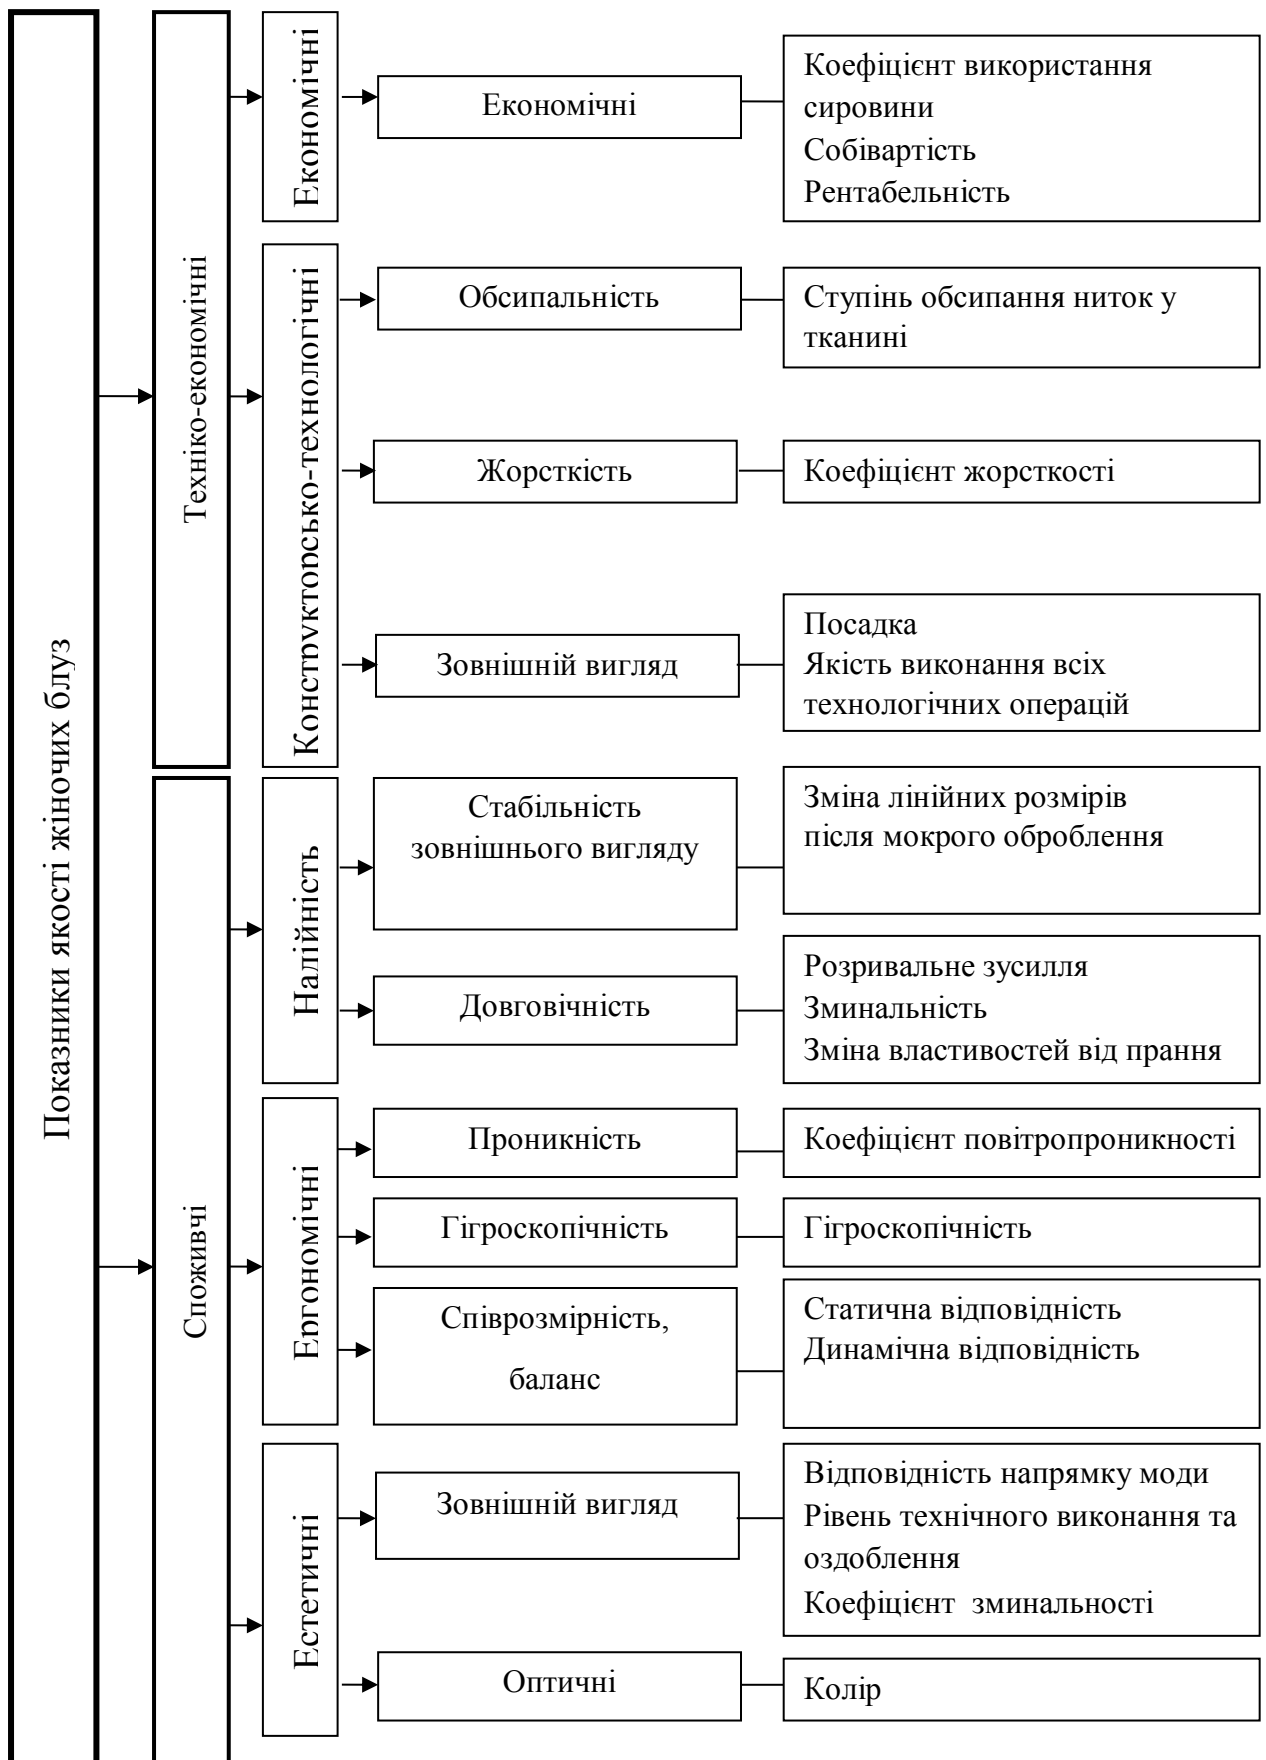 Показники якості жіночих блуз
Техніко-економічні
Економічні
Економічні
Коефіцієнт використання
сировини
Собівартість
Рентабельність
Конструкторсько-технологічні
Обсипальність
Ступінь обсипання ниток у
тканині
Жорсткість
Коефіцієнт жорсткості
Зовнішній вигляд
Посадка
Якість виконання всіх
технологічних операцій
Споживчі
Надійність
Стабільність
зовнішнього вигляду
Зміна лінійних розмірів
після мокрого оброблення
Довговічність
Розривальне зусилля
Зминальність
Зміна властивостей від прання
Ергономічні
Проникність
Коефіцієнт повітропроникності
Гігроскопічність
Гігроскопічність
Співрозмірність,
баланс
Статична відповідність
Динамічна відповідність
Естетичні
Зовнішній вигляд
Відповідність напрямку моди
Рівень технічного виконання та
оздоблення
Коефіцієнт зминальності
Оптичні
Колір